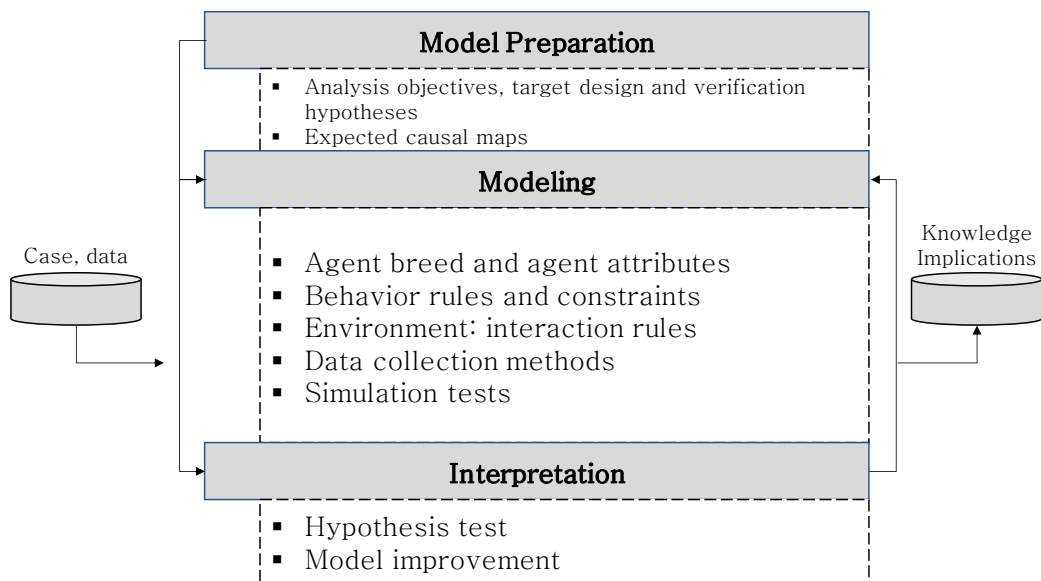 Model Preparation
▪ Analysis objectives, target design and verification
hypotheses
▪ Expected causal maps
Modeling
Case, data
▪ Agent breed and agent attributes
▪ Behavior rules and constraints
▪ Environment: interaction rules
▪ Data collection methods
▪ Simulation tests
Knowledge
Implications
Interpretation
▪ Hypothesis test
▪ Model improvement